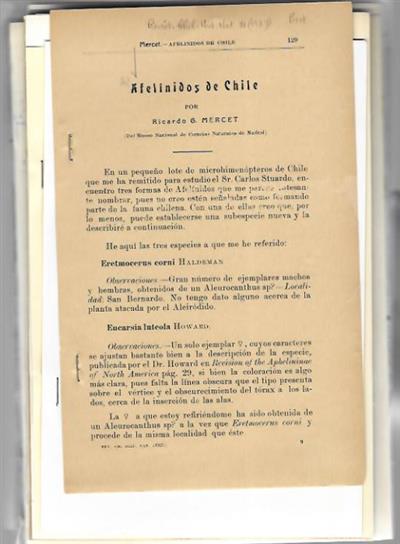 Mercet.—AFELINIDOS DE CHILE 129
Afelinidos de Chile
POR
Ricardo G. MERCET
(Del Museo Nacional de Ciencias Naturales de Madrid)
En un pequeño lote de microhimenópteros de Chile
que me ha remitido para estudio el Sr. Carlos Stuardo, en-
cuentro tres formas de Afelínidos que me parece intesan-
te nombrar, pues no creo estén señaladas como formando
parte de la fauna chilena. Con una de ellas creo que, por
lo menos, puede establecerse una subespecie nueva y la
describiré a continuación.
He aquí las tres especies a que me he referido:
Eretmocerus corni HALDEMAN
Observaciones.—Gran número de ejemplares machos
y hembras, obtenidos de un Aleurocanthus sp?—Locali-
dad: San Bernardo. No tengo dato alguno acerca de la
planta atacada por el Aleiródido.
Encarsia luteola HOWARD.
Observaciones.—Un solo ejemplar ♀, cuyos caracteres
se ajustan bastante bien a la descripción de la especie,
publicada por el Dr. Howard en Revision of the Aphelininae
of North America pág. 29, si bien la coloración es algo
más clara, pues falta la línea obscura que el tipo presenta
sobre el vértice y el obscurecimiento del tórax a los la-
dos, cerca de la inserción de las alas.
La ♀ a que estoy refiriéndome ha sido obtenida de
un Aleurocanthus sp? a la vez que Eretmocerus corni y
procede de la misma localidad que éste
9